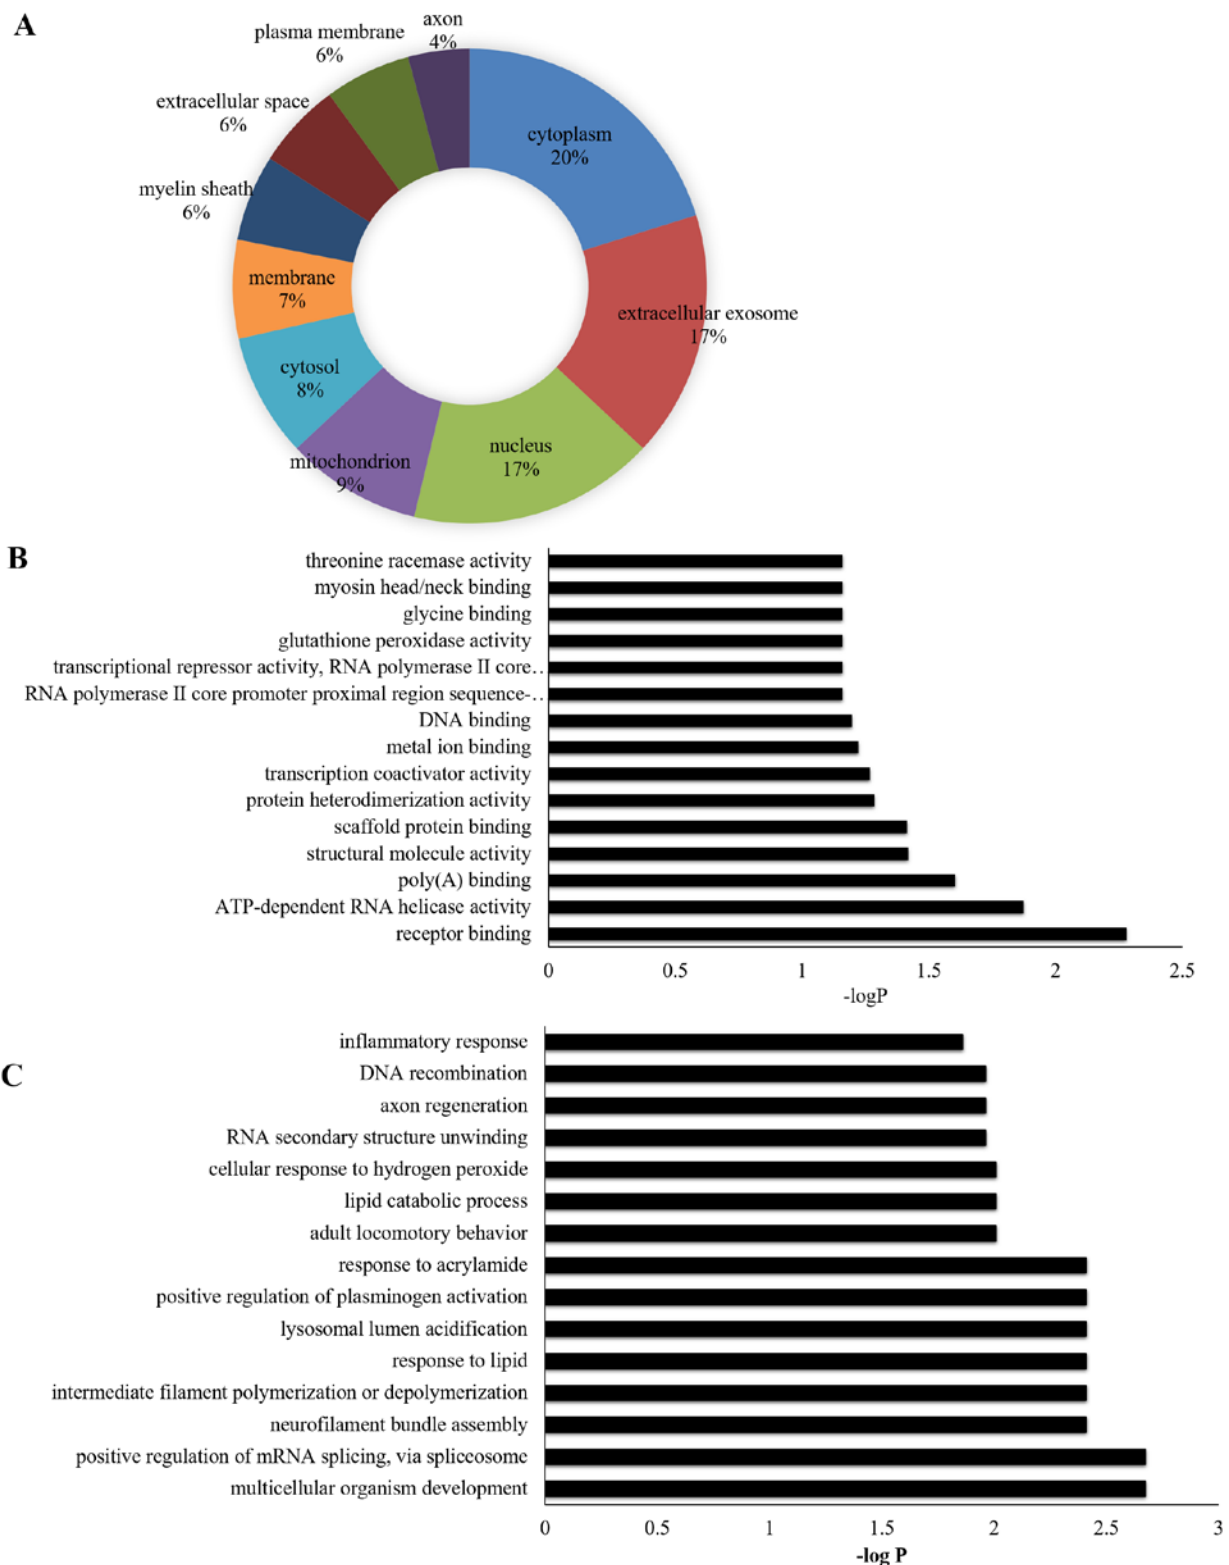 A
axon
4%
plasma membrane
6%
extracellular space
6%
myelin sheath
6%
membrane
7%
cytosol
8%
mitochondrion
9%
nucleus
17%
extracellular exosome
17%
cytoplasm
20%
B
threonine racemase activity
myosin head/neck binding
glycine binding
glutathione peroxidase activity
transcriptional repressor activity, RNA polymerase II core…
RNA polymerase II core promoter proximal region sequence-…
DNA binding
metal ion binding
transcription coactivator activity
protein heterodimerization activity
scaffold protein binding
structural molecule activity
poly(A) binding
ATP-dependent RNA helicase activity
receptor binding
0 0.5 1 1.5 2 2.5
-logP
C
inflammatory response
DNA recombination
axon regeneration
RNA secondary structure unwinding
cellular response to hydrogen peroxide
lipid catabolic process
adult locomotory behavior
response to acrylamide
positive regulation of plasminogen activation
lysosomal lumen acidification
response to lipid
intermediate filament polymerization or depolymerization
neurofilament bundle assembly
positive regulation of mRNA splicing, via spliceosome
multicellular organism development
0 0.5 1 1.5 2 2.5 3
-log P